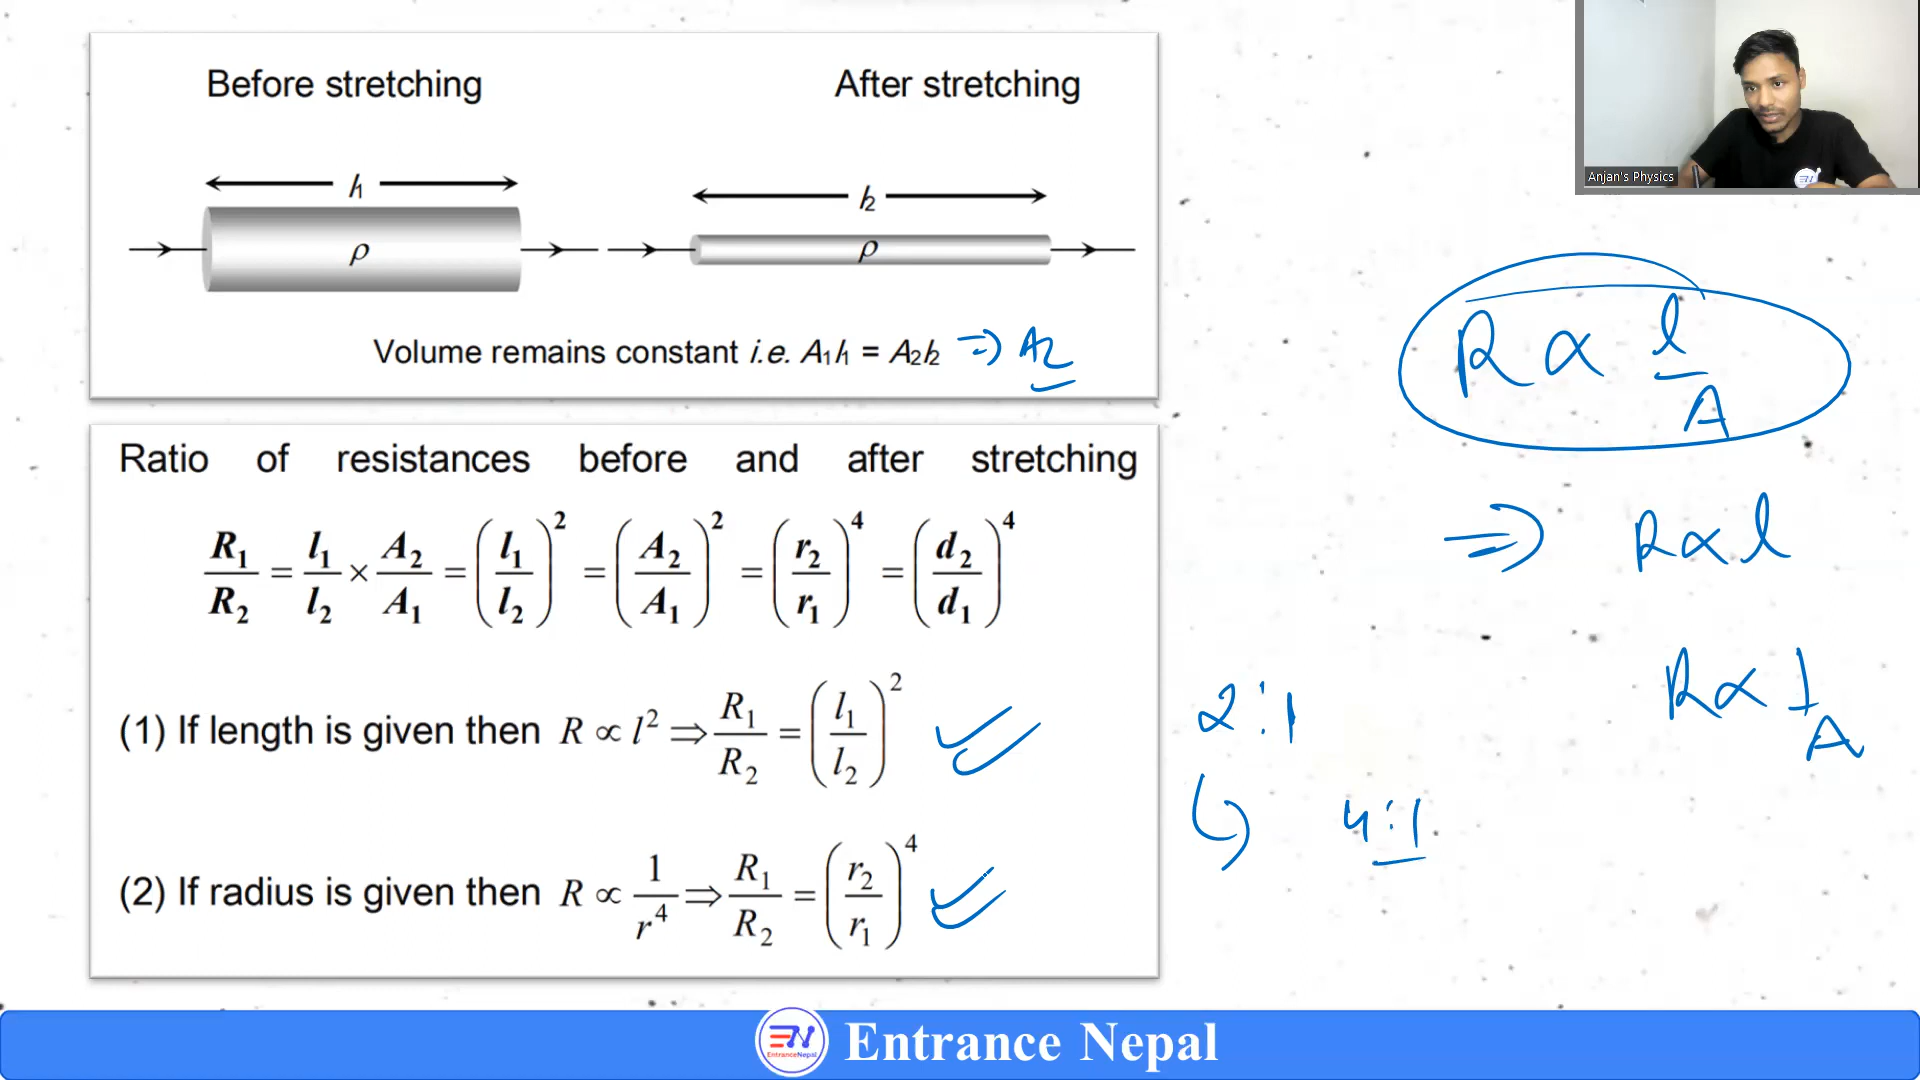 Before stretching
After stretching
l1
l2
ρ
ρ
Volume remains constant i.e. A1l1 = A2l2 ⇒ A2
Ratio of resistances before and after stretching
R1/R2 = l1/l2 × A2/A1 = (l1/l2)^2 = (A2/A1)^2 = (r2/r1)^4 = (d2/d1)^4
(1) If length is given then R ∝ l^2 ⇒ R1/R2 = (l1/l2)^2
(2) If radius is given then R ∝ 1/r^4 ⇒ R1/R2 = (r2/r1)^4
2:1
4:1
Anjan's Physics
R ∝ l/A
⇒ R ∝ l
R ∝ 1/A
EN
EntranceNepal
Entrance Nepal